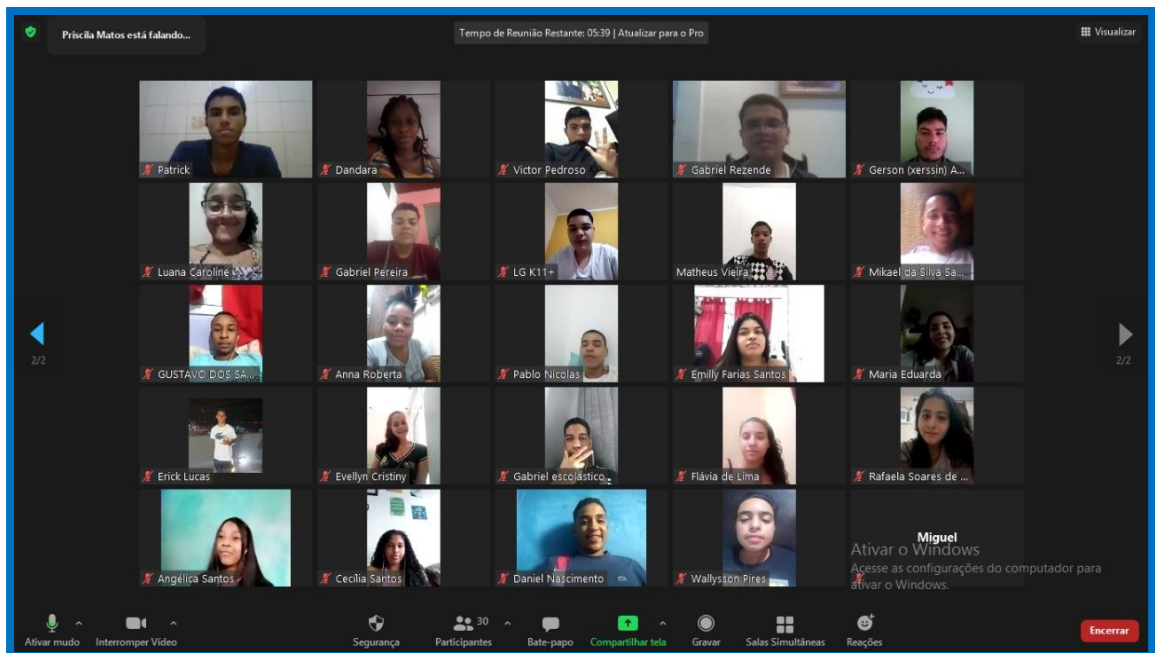 Priscila Matos está falando...
Tempo de Reunião Restante: 05:39 | Atualizar para o Pro
Visualizar
Patrick
Dandara
Victor Pedroso
Gabriel Rezende
Gerson (xerssin) A...
Luana Caroline
Gabriel Pereira
LG K11+
Matheus Vieira
Mikael da Silva Sa...
GUSTAVO DOS SA...
Anna Roberta
Pablo Nicolas
Emilly Farias Santos
Maria Eduarda
2/2
2/2
Erick Lucas
Evellyn Cristiny
Gabriel escolástico
Flávia de Lima
Rafaela Soares de ...
Angélica Santos
Cecília Santos
Daniel Nascimento
Wallysson Pires
Miguel
Ativar o Windows
Acesse as configurações do computador para
ativar o Windows.
Ativar mudo
Interromper Vídeo
Segurança
Participantes
30
Bate-papo
Compartilhar tela
Gravar
Salas Simultâneas
Reações
Encerrar